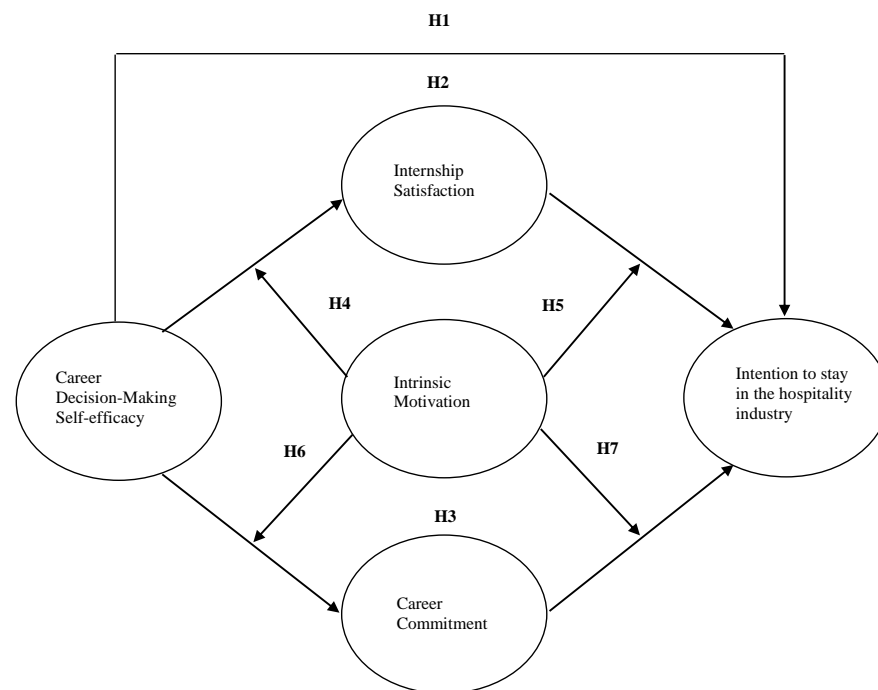 H1
H2
Internship
Satisfaction
H4
H5
Career
Decision-Making
Self-efficacy
Intrinsic
Motivation
Intention to stay
in the hospitality
industry
H6
H7
H3
Career
Commitment